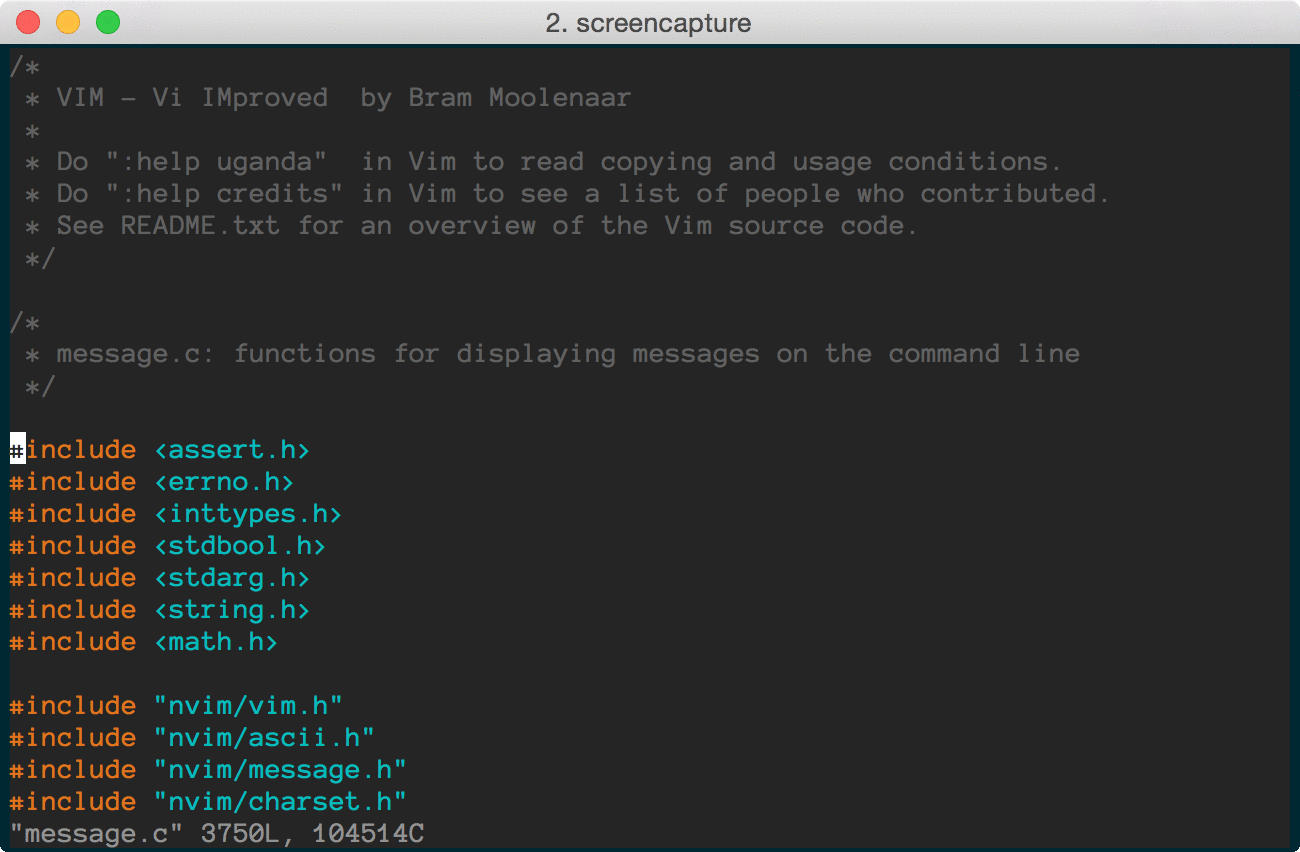 2. screencapture
/*
 * VIM - Vi IMproved  by Bram Moolenaar
 *
 * Do ":help uganda"  in Vim to read copying and usage conditions.
 * Do ":help credits" in Vim to see a list of people who contributed.
 * See README.txt for an overview of the Vim source code.
 */

/*
 * message.c: functions for displaying messages on the command line
 */

#include <assert.h>
#include <errno.h>
#include <inttypes.h>
#include <stdbool.h>
#include <stdarg.h>
#include <string.h>
#include <math.h>

#include "nvim/vim.h"
#include "nvim/ascii.h"
#include "nvim/message.h"
#include "nvim/charset.h"
"message.c" 3750L, 104514C